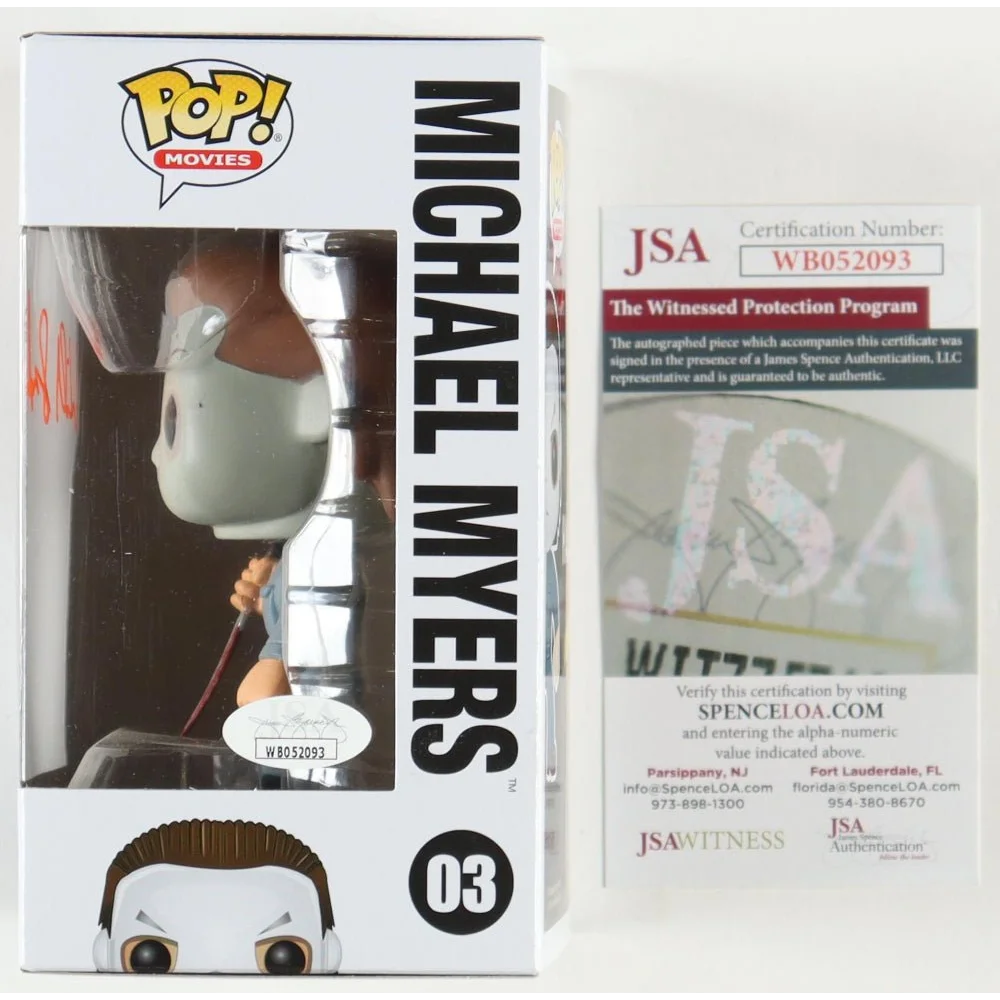 POP!
MOVIES
MICHAEL MYERS™
WB052093
03
JSA
Certification Number:
WB052093
The Witnessed Protection Program
The autographed piece which accompanies this certificate was
signed in the presence of a James Spence Authentication, LLC
representative and is guaranteed to be authentic.
JSA
Verify this certification by visiting
SPENCELOA.COM
and entering the alpha-numeric
value indicated above.
Parsippany, NJ
info@SpenceLOA.com
973-898-1300
Fort Lauderdale, FL
florida@SpenceLOA.com
954-380-8670
JSAWITNESS
JSA
James Spence
Authentication